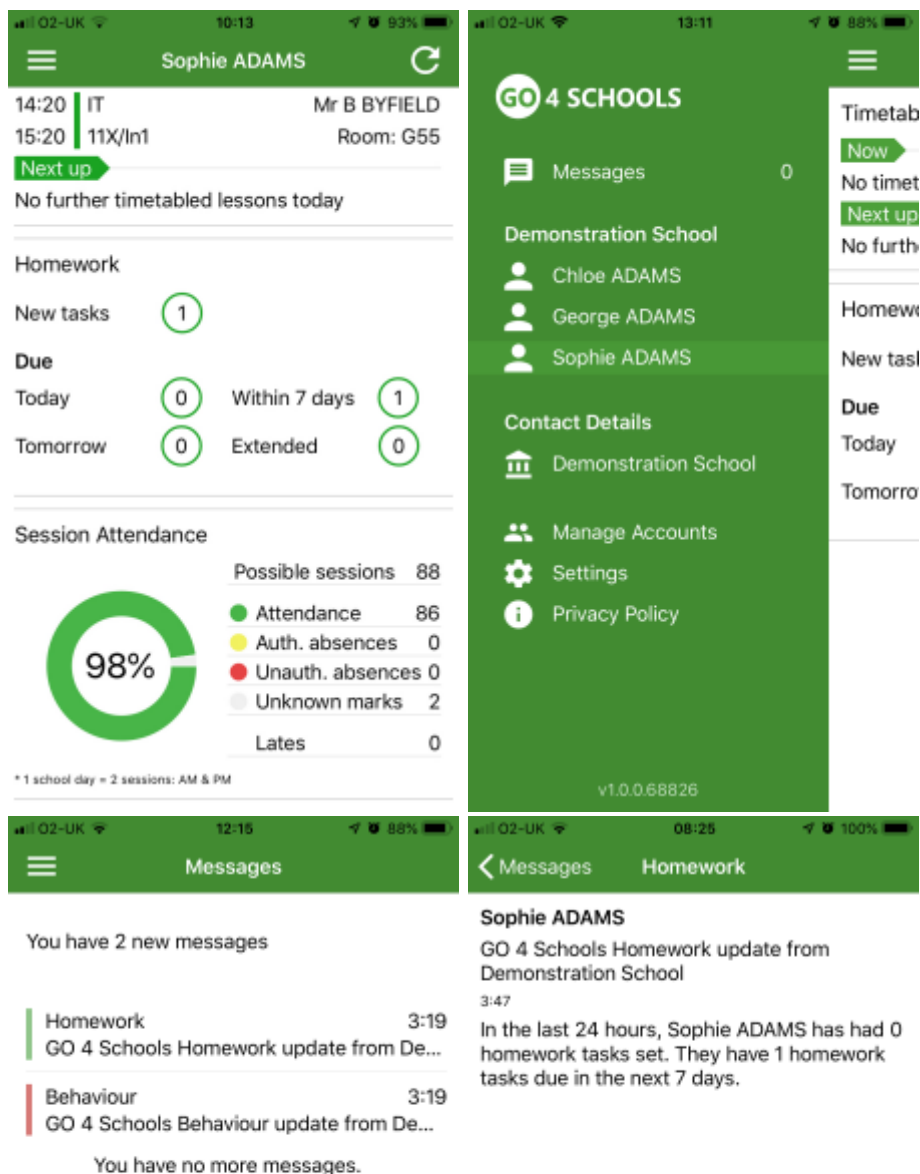 O2-UK 10:13 93%
Sophie ADAMS
14:20 IT Mr B BYFIELD
15:20 11X/In1 Room: G55
Next up
No further timetabled lessons today
Homework
New tasks 1
Due
Today 0 Within 7 days 1
Tomorrow 0 Extended 0
Session Attendance
Possible sessions 88
98%
Attendance 86
Auth. absences 0
Unauth. absences 0
Unknown marks 2
Lates 0
* 1 school day = 2 sessions: AM & PM
O2-UK 13:11 88%
GO 4 SCHOOLS
Messages 0
Demonstration School
Chloe ADAMS
George ADAMS
Sophie ADAMS
Contact Details
Demonstration School
Manage Accounts
Settings
Privacy Policy
v1.0.0.68826
Timetab
Now
No timet
Next up
No furthe
Homewo
New task
Due
Today
Tomorrow
O2-UK 12:15 88%
Messages
You have 2 new messages
Homework 3:19
GO 4 Schools Homework update from De...
Behaviour 3:19
GO 4 Schools Behaviour update from De...
You have no more messages.
O2-UK 08:25 100%
Messages Homework
Sophie ADAMS
GO 4 Schools Homework update from
Demonstration School
3:47
In the last 24 hours, Sophie ADAMS has had 0
homework tasks set. They have 1 homework
tasks due in the next 7 days.